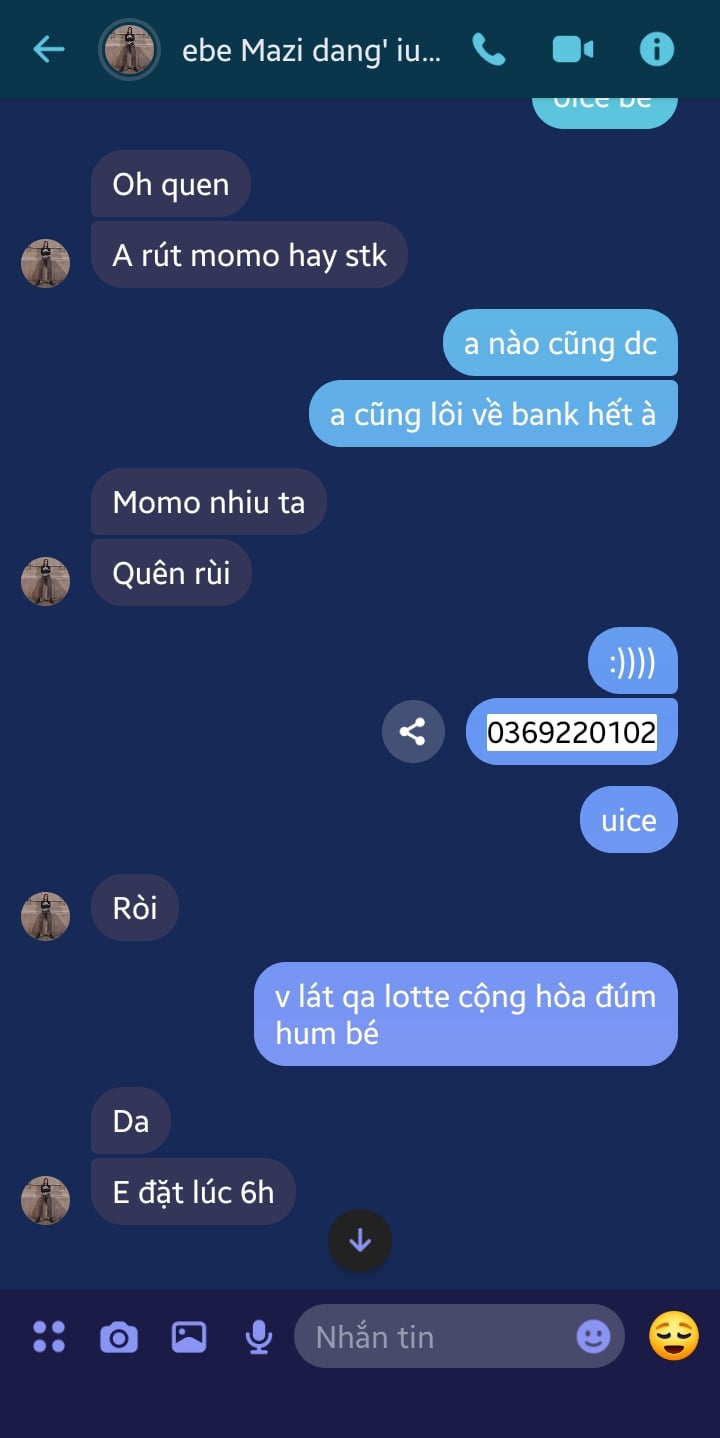 ebe Mazi dang' iu...
uice be
Oh quen
A rút momo hay stk
a nào cũng dc
a cũng lôi về bank hết à
Momo nhiu ta
Quên rùi
:))))
0369220102
uice
Ròi
v lát qa lotte cộng hòa đúm
hum bé
Da
E đặt lúc 6h
Nhắn tin